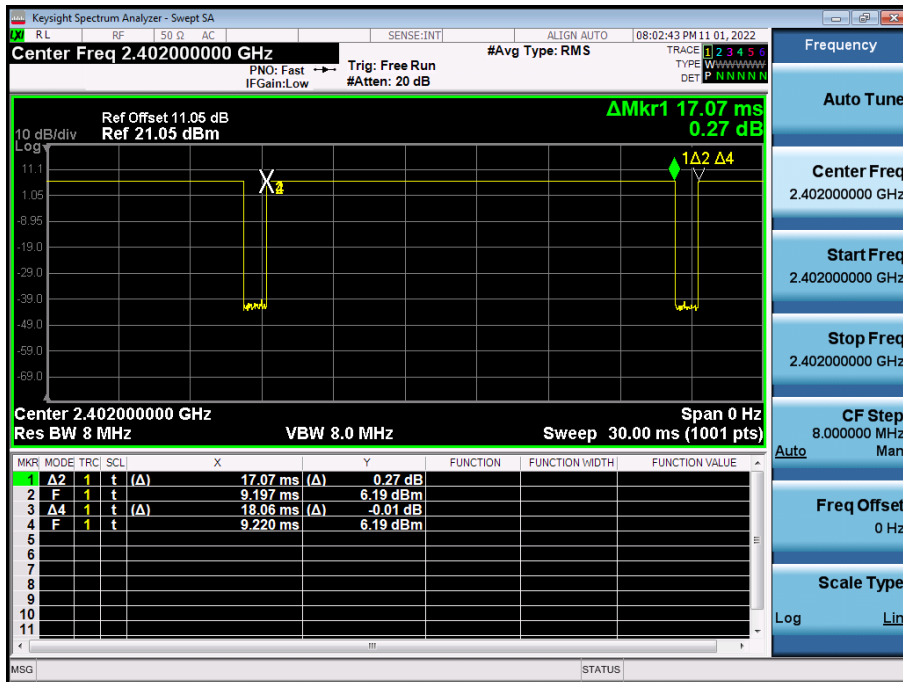 Keysight Spectrum Analyzer - Swept SA
LXI RL RF 50 Ω AC SENSE:INT ALIGN AUTO 08:02:43 PM 11 01, 2022
Center Freq 2.402000000 GHz #Avg Type: RMS TRACE 1 2 3 4 5 6
PNO: Fast Trig: Free Run TYPE WWWWWW
IFGain:Low #Atten: 20 dB DET P N N N N N
Frequency
Auto Tune
Center Freq
2.402000000 GHz
Start Freq
2.402000000 GHz
Stop Freq
2.402000000 GHz
CF Step
8.000000 MHz
Auto Man
Freq Offset
0 Hz
Scale Type
Log Lin
ΔMkr1 17.07 ms
0.27 dB
Ref Offset 11.05 dB
10 dB/div Ref 21.05 dBm
Log
11.1
1.05
-8.95
-19.0
-29.0
-39.0
-49.0
-59.0
-69.0
1Δ2 Δ4
Center 2.402000000 GHz Span 0 Hz
Res BW 8 MHz VBW 8.0 MHz Sweep 30.00 ms (1001 pts)
MKR MODE TRC SCL X Y FUNCTION FUNCTION WIDTH FUNCTION VALUE
1 Δ2 1 t (Δ) 17.07 ms (Δ) 0.27 dB
2 F 1 t 9.197 ms 6.19 dBm
3 Δ4 1 t (Δ) 18.06 ms (Δ) -0.01 dB
4 F 1 t 9.220 ms 6.19 dBm
5
6
7
8
9
10
11
MSG STATUS